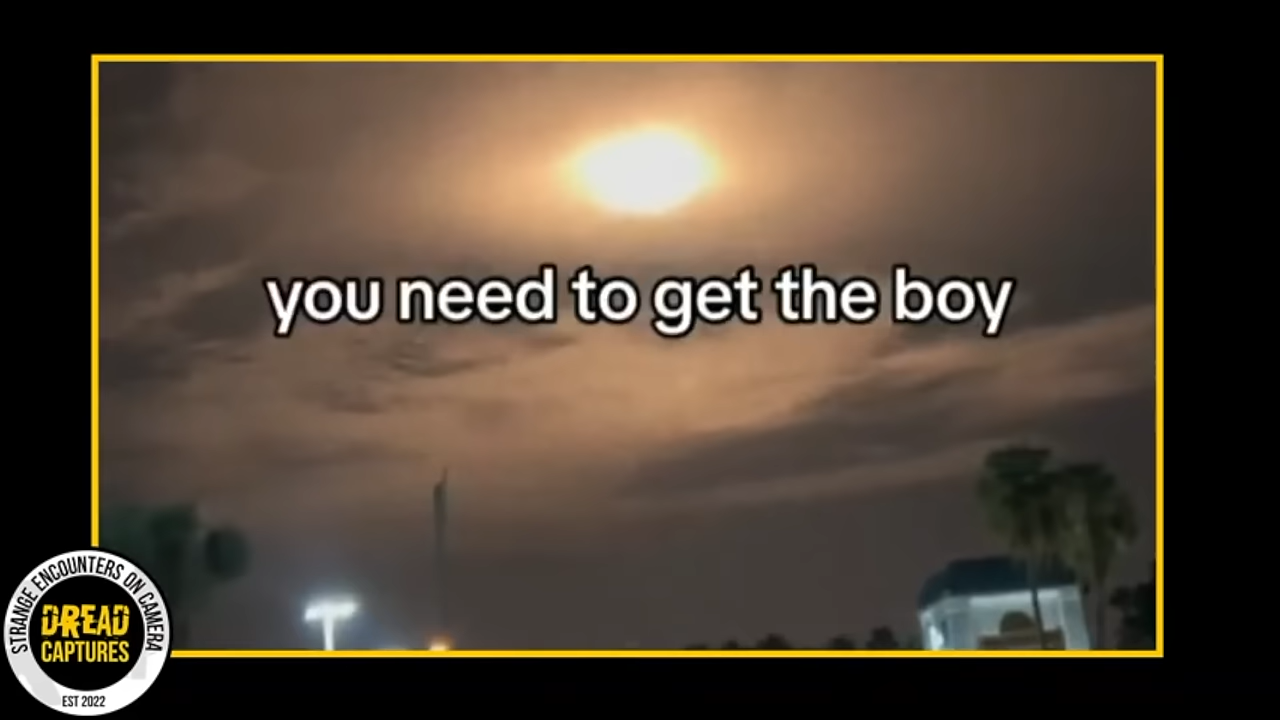 you need to get the boy
STRANGE ENCOUNTERS ON CAMERA
DREAD
CAPTURES
EST 2022